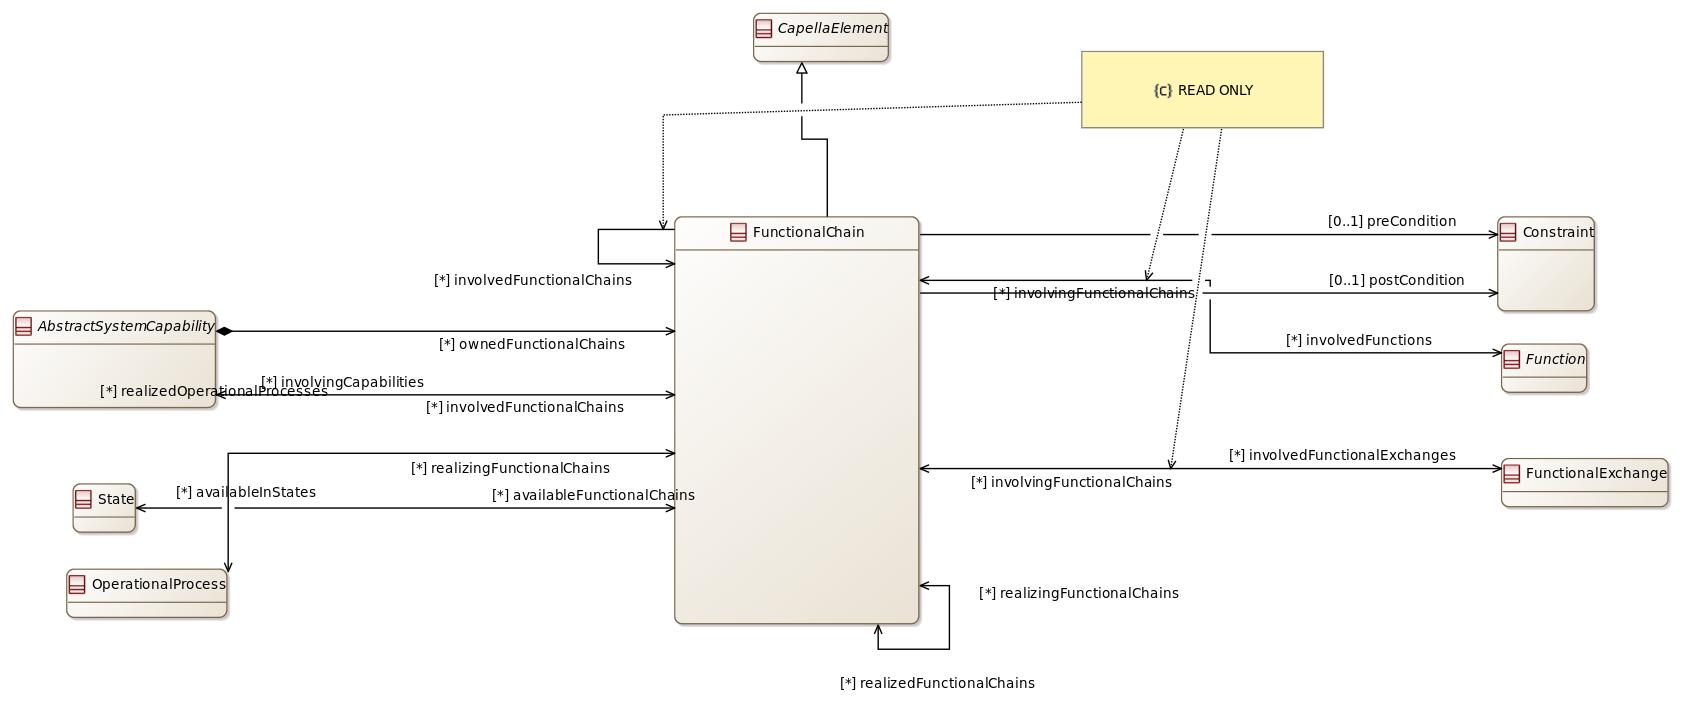 CapellaElement
{c} READ ONLY
FunctionalChain
[0..1] preCondition
Constraint
[*] involvedFunctionalChains
[0..1] postCondition
[*] involvingFunctionalChains
AbstractSystemCapability
[*] ownedFunctionalChains
[*] involvedFunctions
Function
[*] involvingCapabilities
[*] realizedOperationalProcesses
[*] involvedFunctionalChains
[*] realizingFunctionalChains
[*] involvedFunctionalExchanges
FunctionalExchange
[*] involvingFunctionalChains
[*] availableInStates
State
[*] availableFunctionalChains
OperationalProcess
[*] realizingFunctionalChains
[*] realizedFunctionalChains